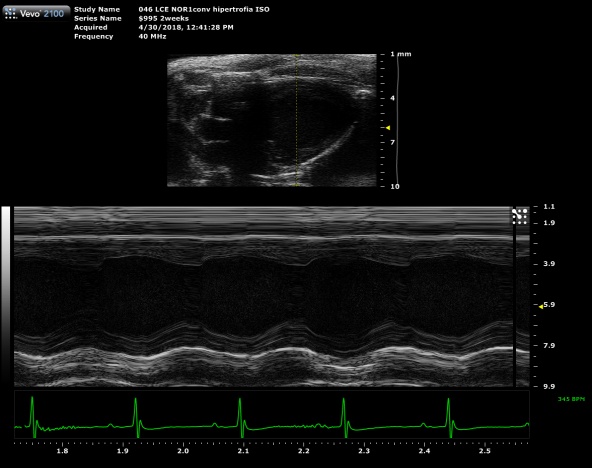 Vevo 2100
Study Name 046 LCE NOR1conv hipertrofia ISO
Series Name S995 2weeks
Acquired 4/30/2018, 12:41:28 PM
Frequency 40 MHz
1 mm
4
7
10
1.1
1.9
3.9
5.9
7.9
9.9
345 BPM
1.8 1.9 2.0 2.1 2.2 2.3 2.4 2.5